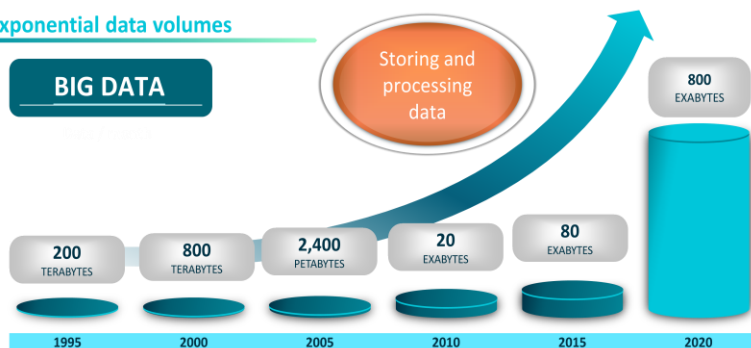 xponential data volumes
BIG DATA
Storing and
processing
data
800
EXABYTES
200
TERABYTES
800
TERABYTES
2,400
PETABYTES
20
EXABYTES
80
EXABYTES
1995
2000
2005
2010
2015
2020